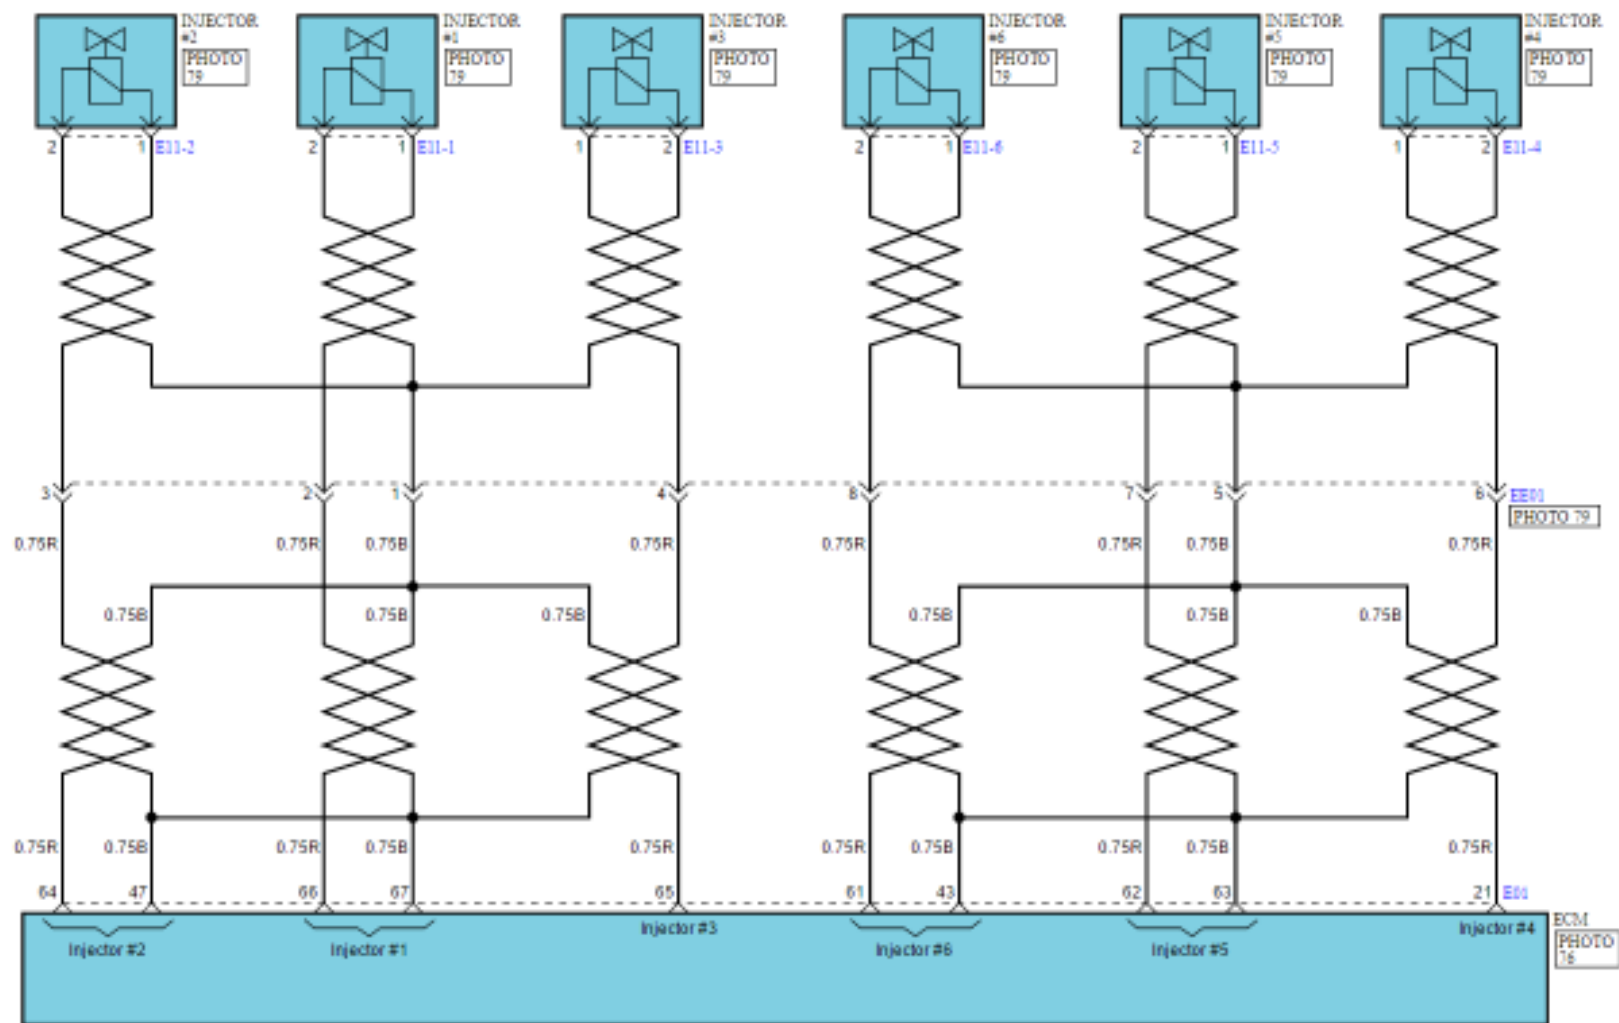 INJECTOR
#2
PHOTO
79
INJECTOR
#1
PHOTO
79
INJECTOR
#3
PHOTO
79
INJECTOR
#6
PHOTO
79
INJECTOR
#5
PHOTO
79
INJECTOR
#4
PHOTO
79
2 1 E11-2
2 1 E11-1
1 2 E11-3
2 1 E11-6
2 1 E11-5
1 2 E11-4
3 2 1 4 8 7 5 6 EE01
PHOTO 79
0.75R 0.75R 0.75B 0.75R 0.75R 0.75R 0.75B 0.75R
0.75B 0.75B 0.75B 0.75B 0.75B 0.75B
0.75R 0.75B 0.75R 0.75B 0.75R 0.75R 0.75B 0.75R 0.75B 0.75R
64 47 66 67 65 61 43 62 63 21 E01
Injector #3 Injector #4
Injector #2 Injector #1 Injector #6 Injector #5
ECM
PHOTO
76